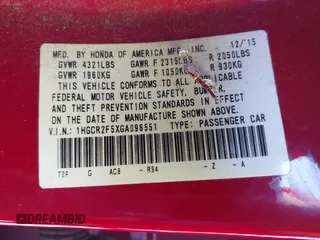 MFD. BY HONDA OF AMERICA MFG., INC. 12/15
GVWR 4321LBS GAWR F 2315LBS R 2050LBS
GVWR 1960KG GAWR F 1050KG R 930KG
THIS VEHICLE CONFORMS TO ALL APPLICABLE
FEDERAL MOTOR VEHICLE SAFETY, BUMPER,
AND THEFT PREVENTION STANDARDS IN EFFECT
ON THE DATE OF MANUFACTURE SHOWN ABOVE.
V.I.N.: 1HGCR2F5XGA096551 TYPE: PASSENGER CAR
T2F G AC8 - R94 - Z - A
DREAMBID